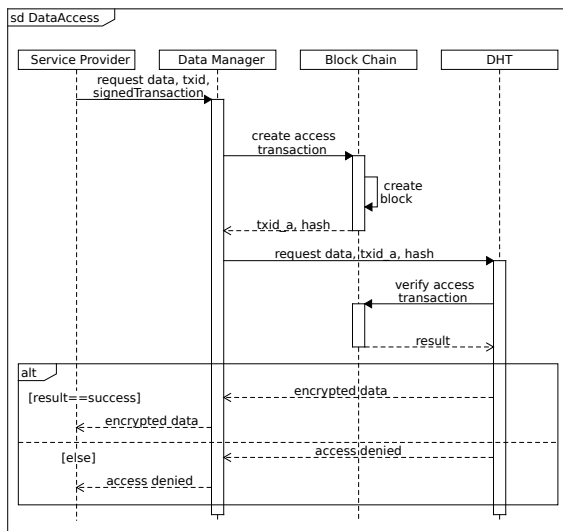 sd DataAccess
Service Provider
Data Manager
Block Chain
DHT
request data, txid,
signedTransaction
create access
transaction
create
block
txid_a, hash
request data, txid_a, hash
verify access
transaction
result
alt
[result==success]
encrypted data
encrypted data
[else]
access denied
access denied